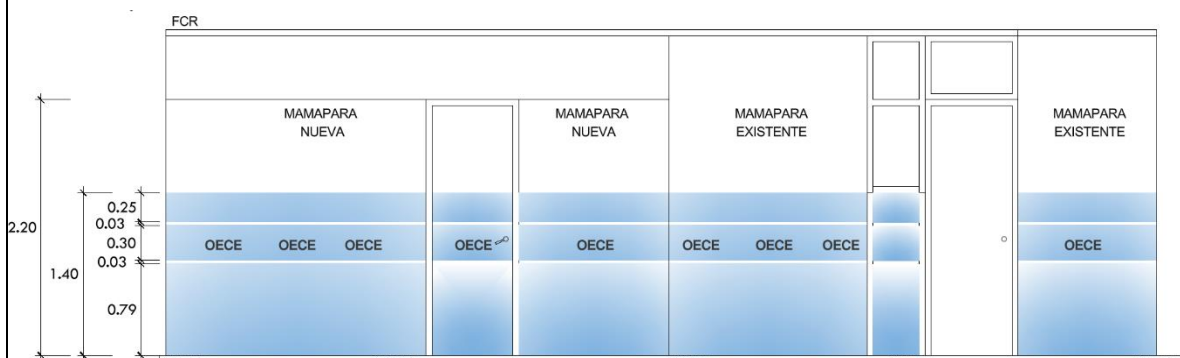 FCR
MAMAPARA
NUEVA
MAMAPARA
NUEVA
MAMAPARA
EXISTENTE
MAMAPARA
EXISTENTE
2.20
1.40
0.25
0.03
0.30
0.03
0.79
OECE OECE OECE OECE OECE OECE OECE OECE OECE